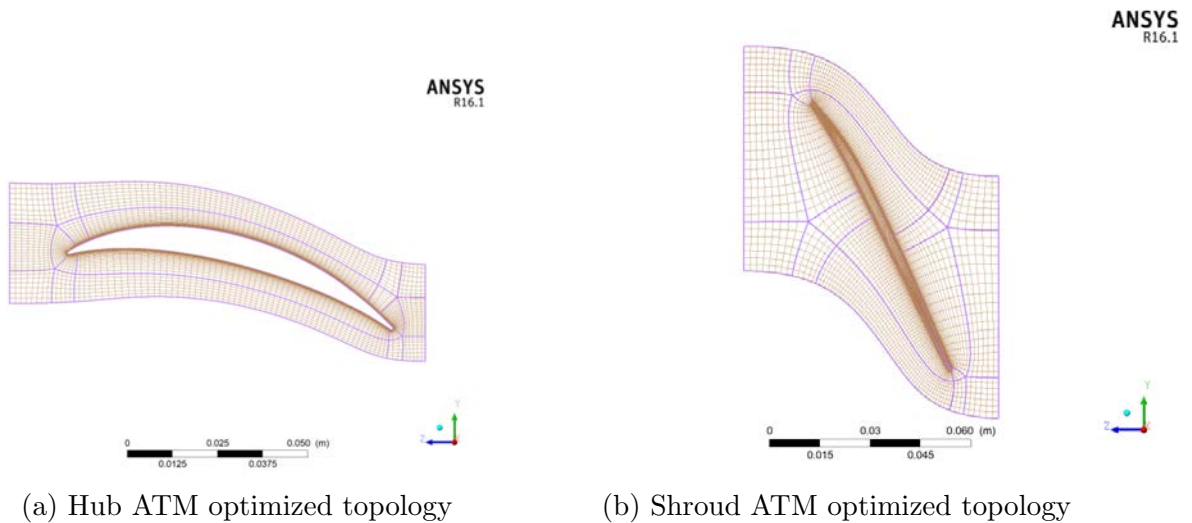 ANSYS
R16.1
ANSYS
R16.1
Y
Z
X
0 0.025 0.050 (m)
0.0125 0.0375
Y
Z
X
0 0.03 0.060 (m)
0.015 0.045
(a) Hub ATM optimized topology
(b) Shroud ATM optimized topology